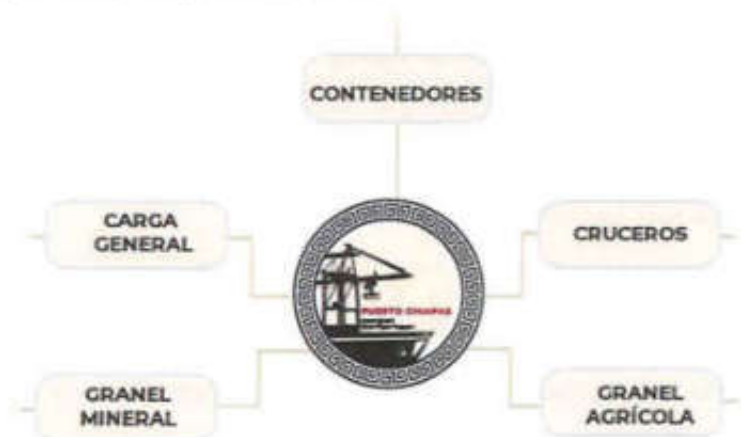 CONTENEDORES
CARGA
GENERAL
CRUCEROS
PUERTO CHIAPAS
GRANEL
MINERAL
GRANEL
AGRÍCOLA